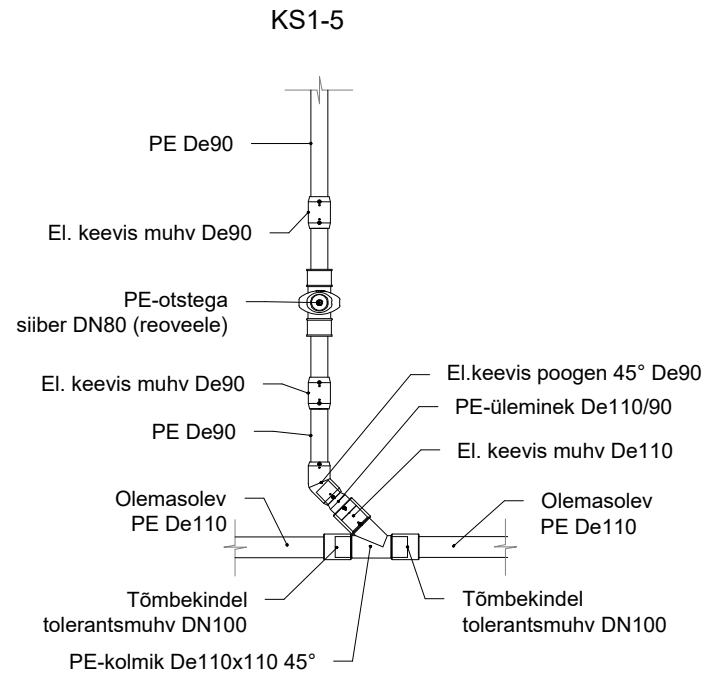 KS1-5
PE De90
El. keevis muhv De90
PE-otstega
siiber DN80 (reoveele)
El. keevis muhv De90
El.keevis poogen 45° De90
PE-üleminek De110/90
PE De90
El. keevis muhv De110
Olemasolev
PE De110
Olemasolev
PE De110
Tõmbekindel
tolerantsmuhv DN100
Tõmbekindel
tolerantsmuhv DN100
PE-kolmik De110x110 45°